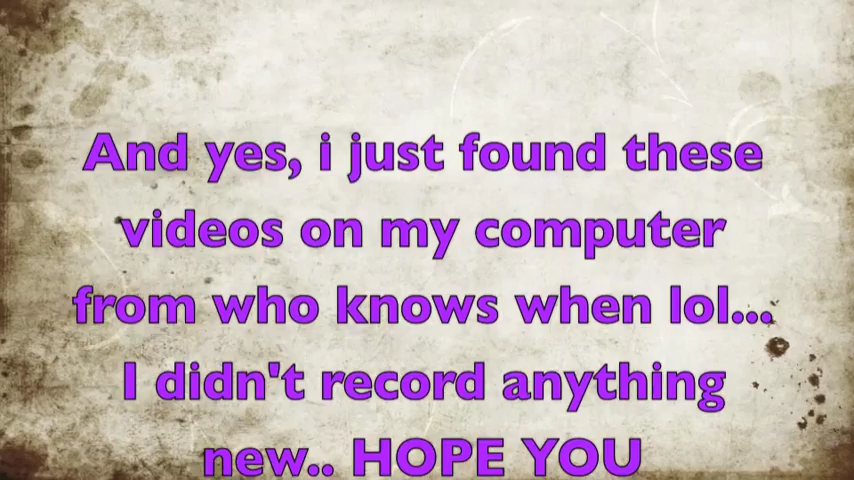 And yes, i just found these
videos on my computer
from who knows when lol...
I didn't record anything
new.. HOPE YOU